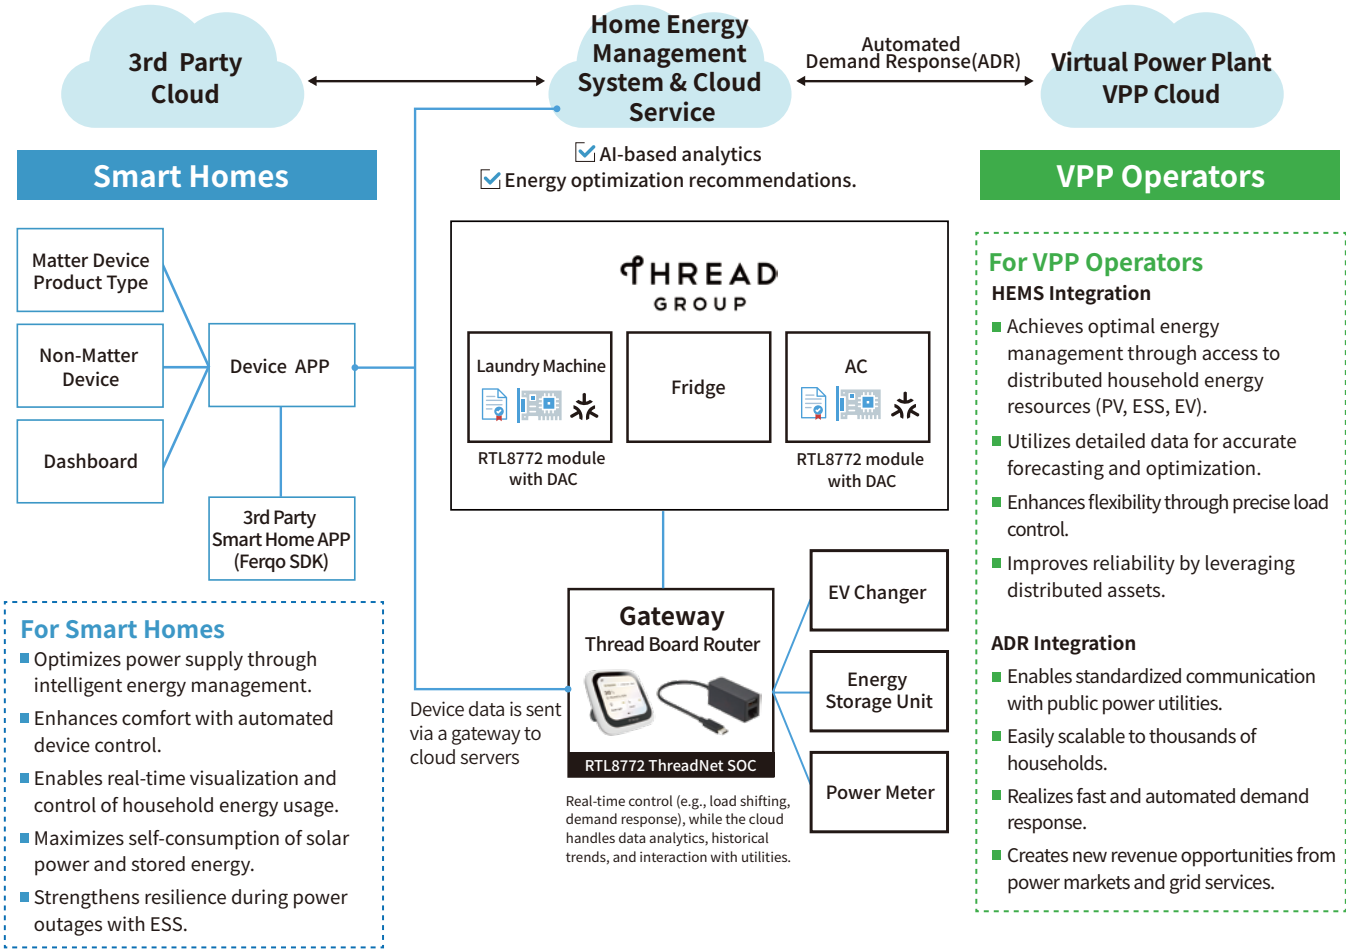 3rd Party
Cloud
Home Energy
Management
System & Cloud
Service
Automated
Demand Response(ADR)
Virtual Power Plant
VPP Cloud
AI-based analytics
Energy optimization recommendations.
Smart Homes
VPP Operators
Matter Device
Product Type
Non-Matter
Device
Dashboard
Device APP
3rd Party
Smart Home APP
(Ferqo SDK)
THREAD
GROUP
Laundry Machine
Fridge
AC
RTL8772 module
with DAC
RTL8772 module
with DAC
Gateway
Thread Board Router
RTL8772 ThreadNet SOC
Device data is sent
via a gateway to
cloud servers
Real-time control (e.g., load shifting,
demand response), while the cloud
handles data analytics, historical
trends, and interaction with utilities.
EV Changer
Energy
Storage Unit
Power Meter
For Smart Homes
Optimizes power supply through
intelligent energy management.
Enhances comfort with automated
device control.
Enables real-time visualization and
control of household energy usage.
Maximizes self-consumption of solar
power and stored energy.
Strengthens resilience during power
outages with ESS.
For VPP Operators
HEMS Integration
Achieves optimal energy
management through access to
distributed household energy
resources (PV, ESS, EV).
Utilizes detailed data for accurate
forecasting and optimization.
Enhances flexibility through precise load
control.
Improves reliability by leveraging
distributed assets.
ADR Integration
Enables standardized communication
with public power utilities.
Easily scalable to thousands of
households.
Realizes fast and automated demand
response.
Creates new revenue opportunities from
power markets and grid services.